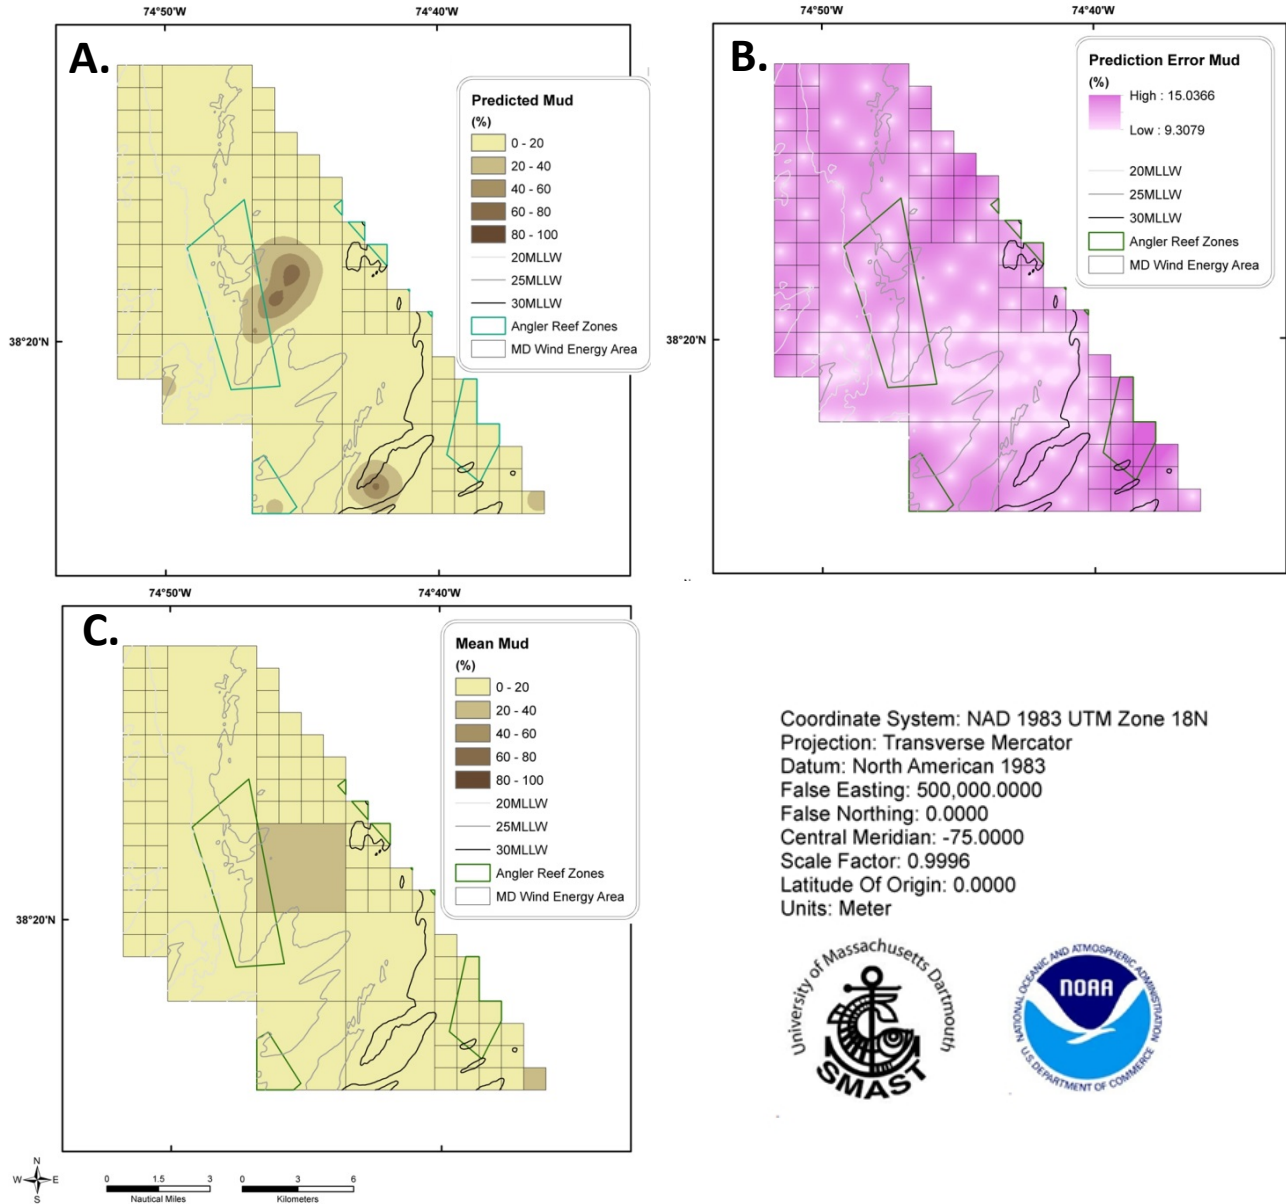 74°50'W
74°40'W
A.
Predicted Mud
(%)
0 - 20
20 - 40
40 - 60
60 - 80
80 - 100
20MLLW
25MLLW
30MLLW
Angler Reef Zones
MD Wind Energy Area
38°20'N
74°50'W
74°40'W
B.
Prediction Error Mud
(%)
High : 15.0366
Low : 9.3079
20MLLW
25MLLW
30MLLW
Angler Reef Zones
MD Wind Energy Area
38°20'N
74°50'W
74°40'W
C.
Mean Mud
(%)
0 - 20
20 - 40
40 - 60
60 - 80
80 - 100
20MLLW
25MLLW
30MLLW
Angler Reef Zones
MD Wind Energy Area
38°20'N
N
W E
S
0 1.5 3
Nautical Miles
0 3 6
Kilometers
Coordinate System: NAD 1983 UTM Zone 18N
Projection: Transverse Mercator
Datum: North American 1983
False Easting: 500,000.0000
False Northing: 0.0000
Central Meridian: -75.0000
Scale Factor: 0.9996
Latitude Of Origin: 0.0000
Units: Meter
University of Massachusetts Dartmouth
SMAST
NATIONAL OCEANIC AND ATMOSPHERIC ADMINISTRATION
NOAA
U.S. DEPARTMENT OF COMMERCE